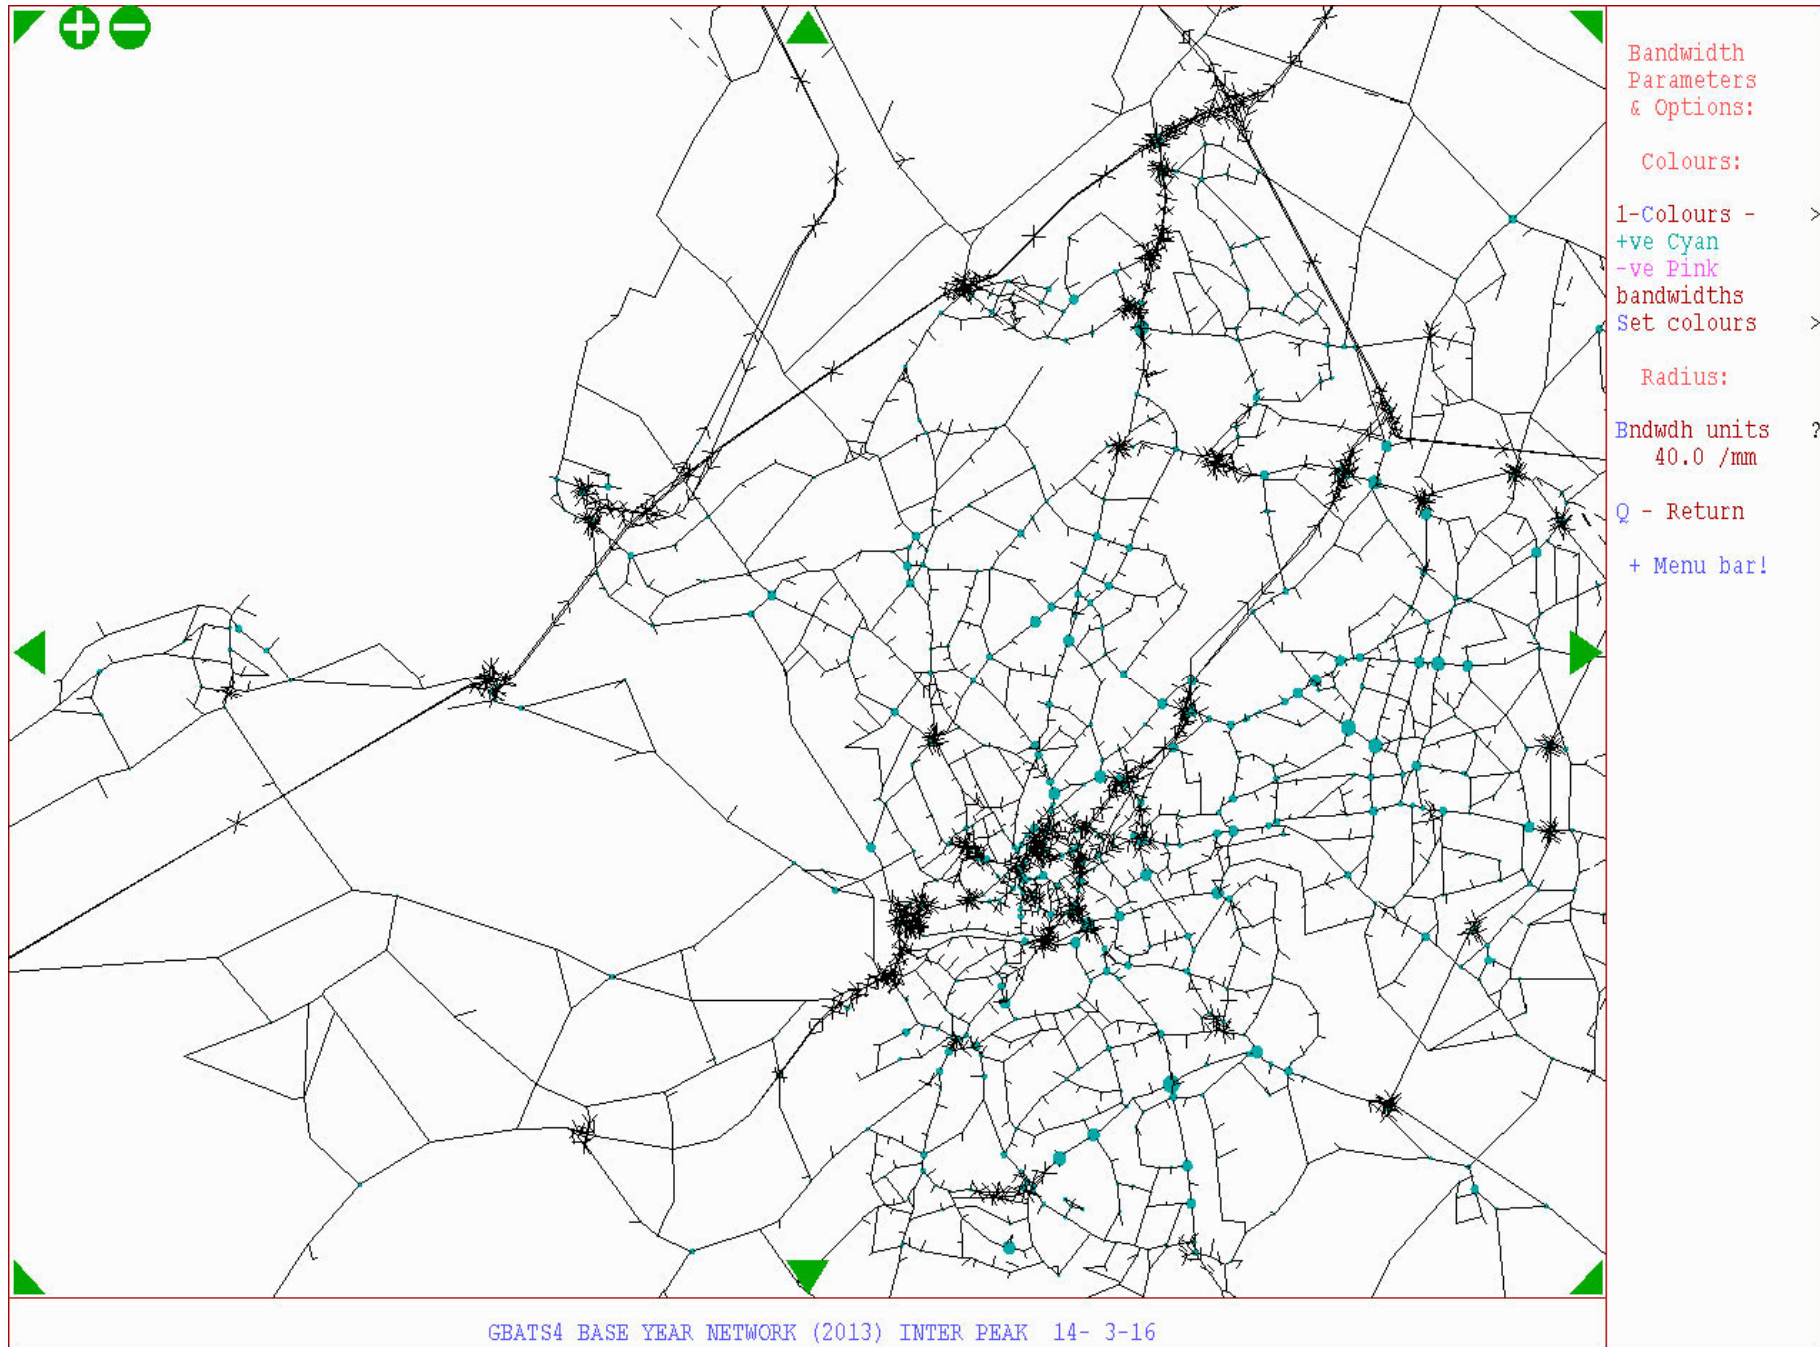 Bandwidth
Parameters
& Options:
Colours:
1-Colours - >
+ve Cyan
-ve Pink
bandwidths
Set colours >
Radius:
Bndwdh units ?
40.0 /mm
Q - Return
+ Menu bar!
GBATS4 BASE YEAR NETWORK (2013) INTER PEAK 14- 3-16